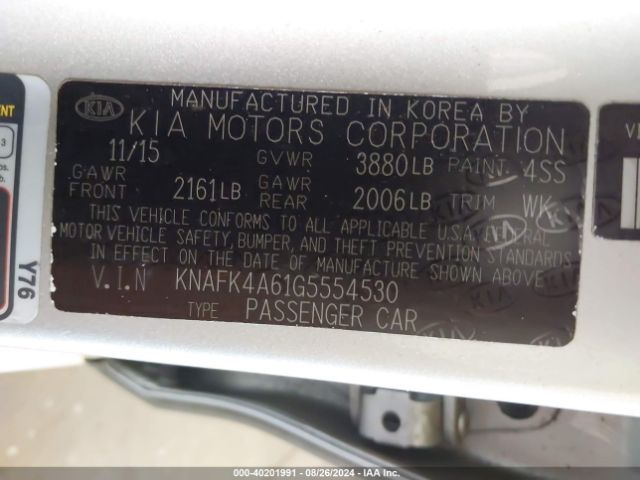 KIA MANUFACTURED IN KOREA BY
KIA MOTORS CORPORATION
11/15 GVWR 3880LB PAINT: 4SS
GAWR FRONT 2161LB GAWR REAR 2006LB TRIM WK
THIS VEHICLE CONFORMS TO ALL APPLICABLE U.S.A. FEDERAL
MOTOR VEHICLE SAFETY, BUMPER, AND THEFT PREVENTION STANDARDS
IN EFFECT ON THE DATE OF MANUFACTURE SHOWN ABOVE
V.I.N KNAFK4A61G5554530
TYPE PASSENGER CAR
Y76
000-40201991 - 08/26/2024 - IAA Inc.